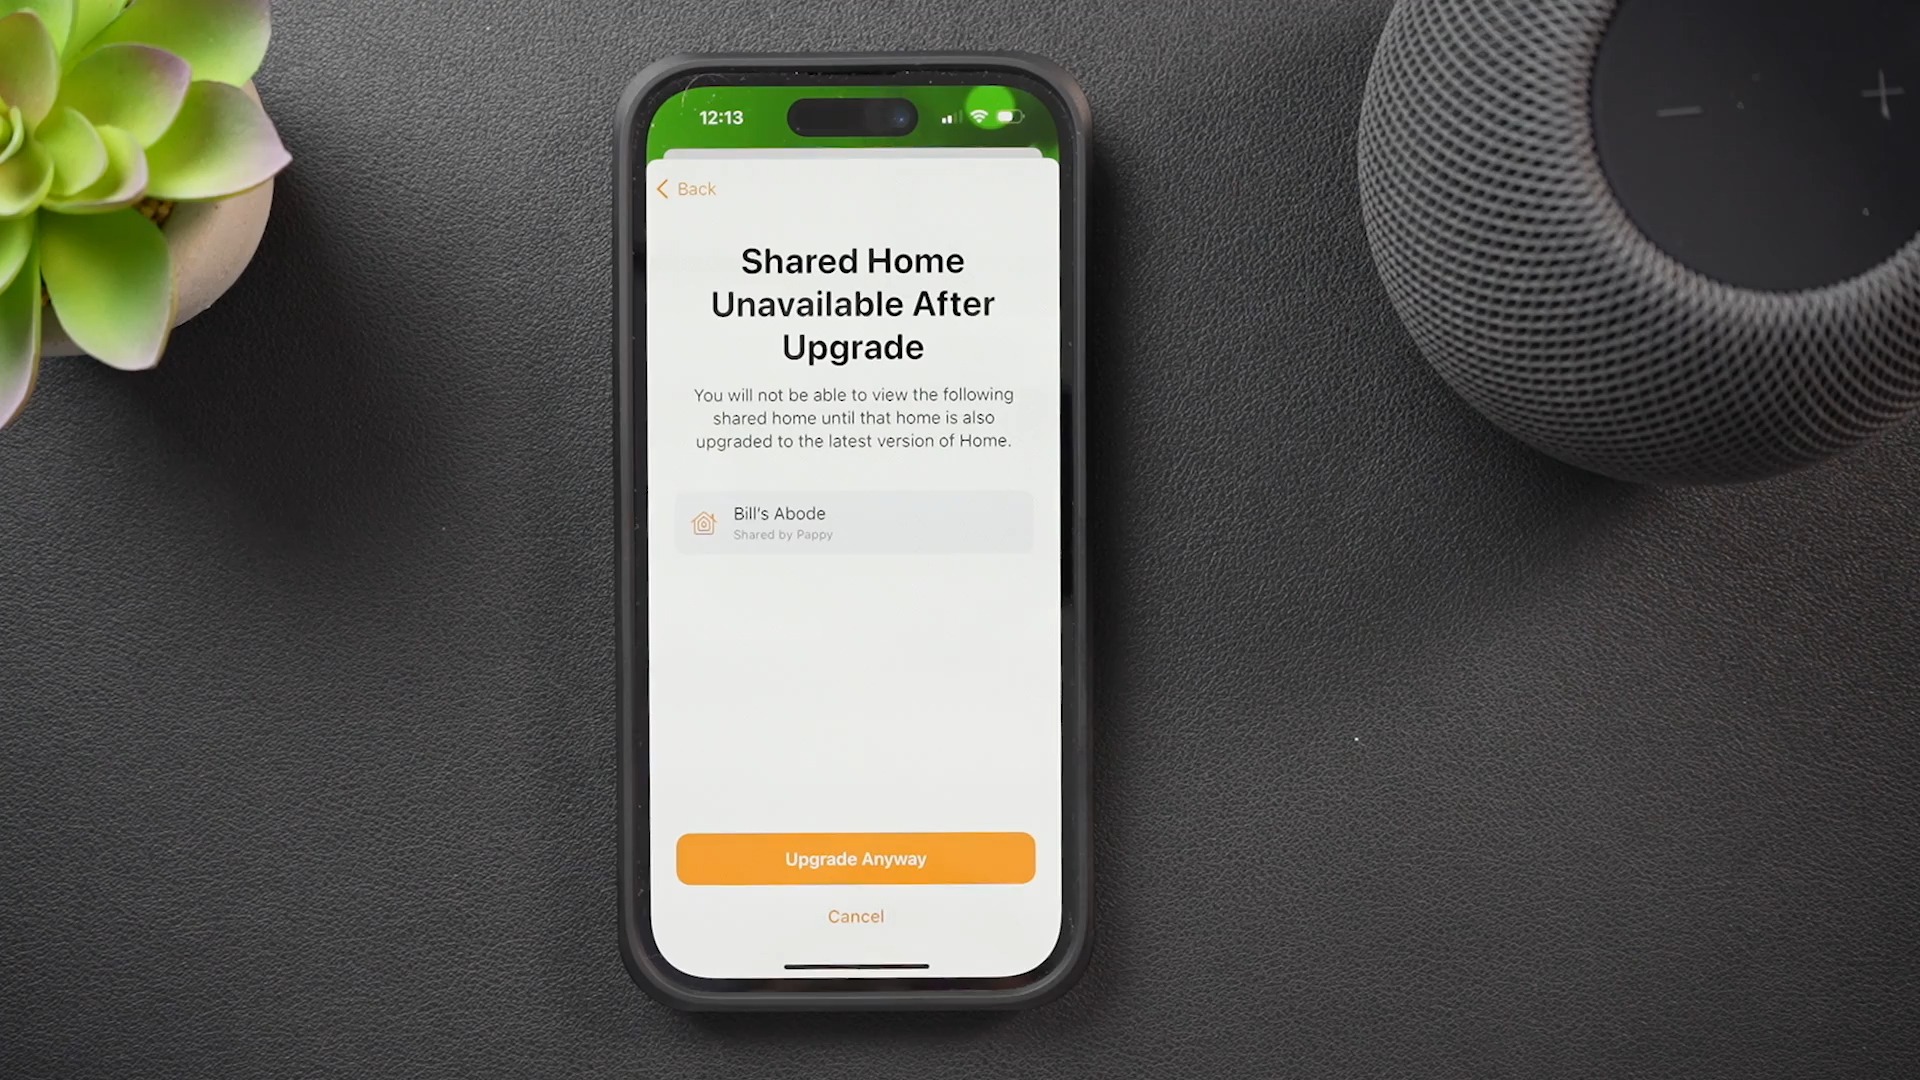 12:13
Back
Shared Home
Unavailable After
Upgrade
You will not be able to view the following
shared home until that home is also
upgraded to the latest version of Home.
Bill's Abode
Shared by Pappy
Upgrade Anyway
Cancel